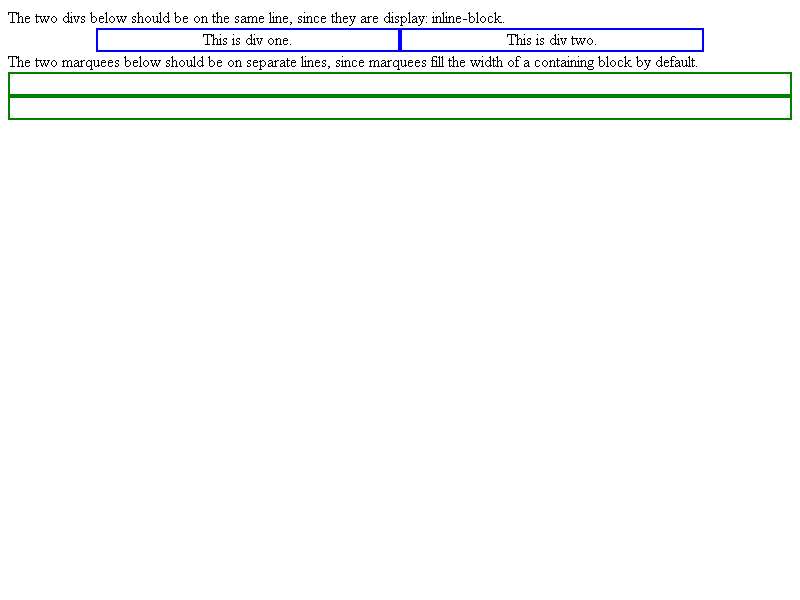 The two divs below should be on the same line, since they are display: inline-block.
This is div one. This is div two.
The two marquees below should be on separate lines, since marquees fill the width of a containing block by default.